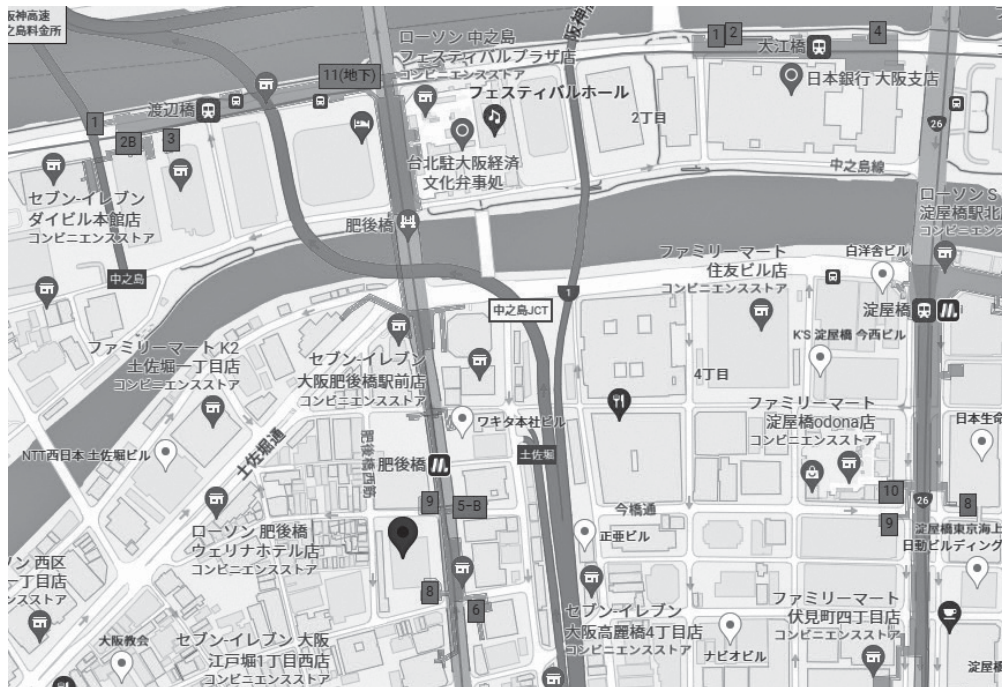 阪神高速
之島料金所
1
2B
3
渡辺橋
11(地下)
ローソン 中之島
フェスティバルプラザ店
コンビニエンスストア
フェスティバルホール
台北駐大阪経済
文化弁事処
阪神
1
2
4
大江橋
日本銀行 大阪支店
2丁目
26
中之島線
セブン-イレブン
ダイビル本館店
コンビニエンスストア
中之島
肥後橋
ローソン S
淀屋橋駅北
コンビニエンスストア
ファミリーマート
住友ビル店
コンビニエンスストア
白洋舎ビル
淀屋橋
1
中之島JCT
K'S 淀屋橋 今西ビル
ファミリーマート K2
土佐堀一丁目店
コンビニエンスストア
セブン-イレブン
大阪肥後橋駅前店
コンビニエンスストア
4丁目
ワキタ本社ビル
ファミリーマート
淀屋橋odona店
コンビニエンスストア
日本生命
NTT西日本 土佐堀ビル
土佐堀通
肥後橋西筋
肥後橋
土佐堀
9
5-B
今橋通
10
26
8
9
ローソン 肥後橋
ウェリナホテル店
コンビニエンスストア
正亜ビル
淀屋橋東京海上
日動ビルディング
ソン 西区
一丁目店
エンスストア
8
6
セブン-イレブン
大阪高麗橋4丁目店
コンビニエンスストア
ファミリーマート
伏見町四丁目店
コンビニエンスストア
大阪教会
セブン-イレブン 大阪
江戸堀1丁目西店
コンビニエンスストア
ナビオビル
淀屋橋